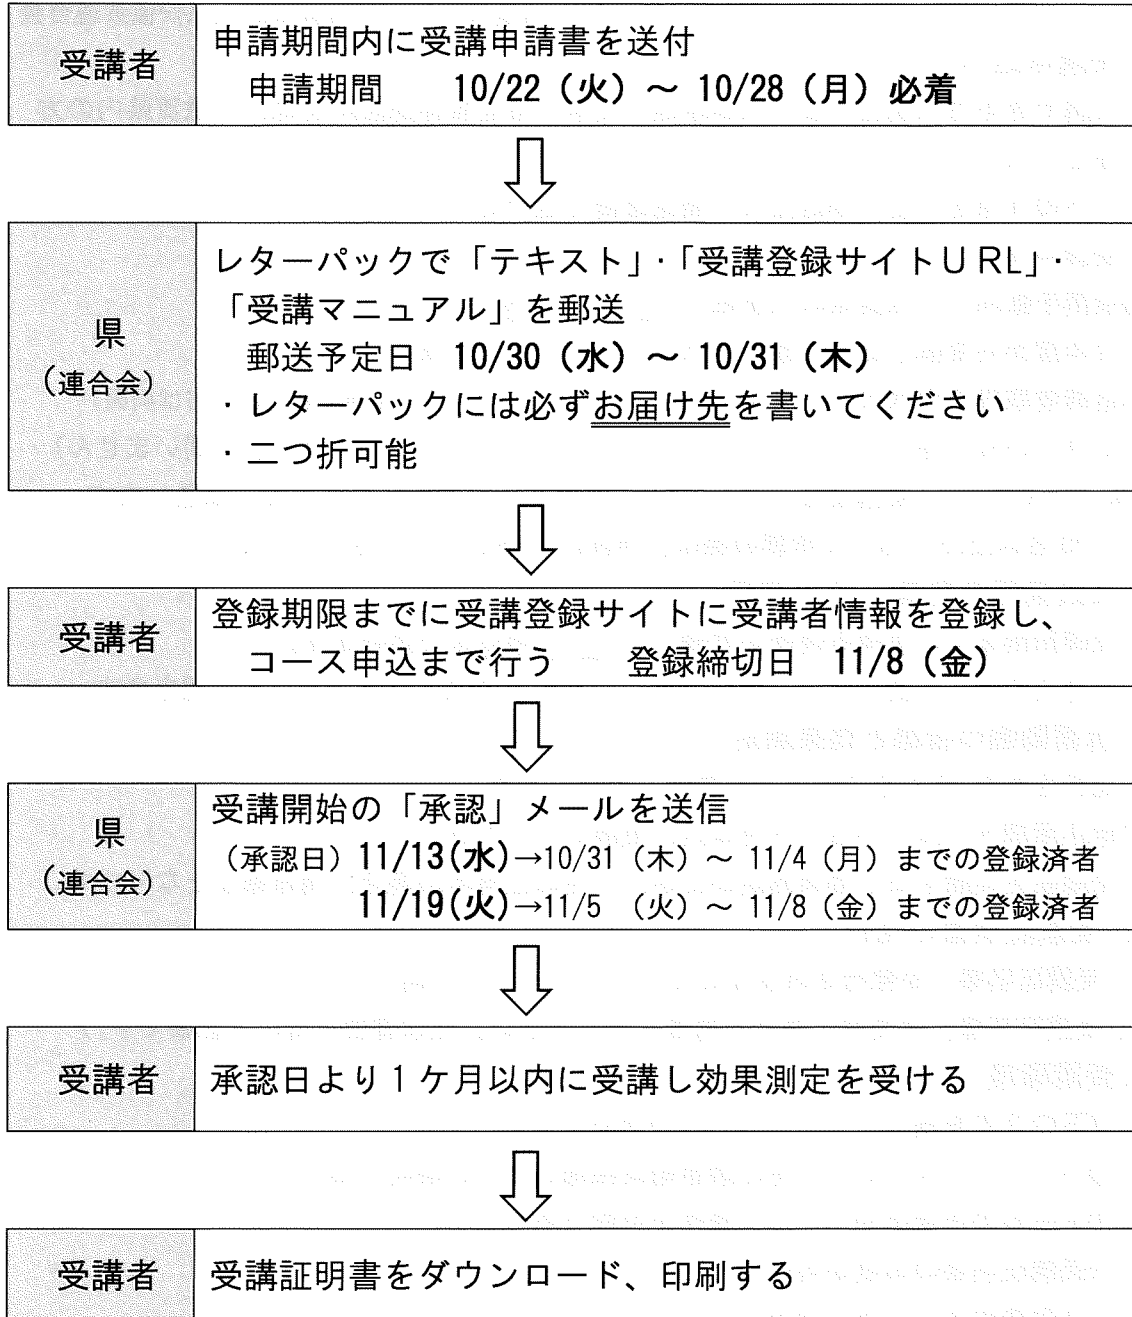 受講者
申請期間内に受講申請書を送付
申請期間　　10/22（火）～ 10/28（月）必着
県
（連合会）
レターパックで「テキスト」・「受講登録サイトＵＲＬ」・
「受講マニュアル」を郵送
郵送予定日　10/30（水）～ 10/31（木）
・レターパックには必ずお届け先を書いてください
・二つ折可能
受講者
登録期限までに受講登録サイトに受講者情報を登録し、
コース申込まで行う　　登録締切日　11/8（金）
県
（連合会）
受講開始の「承認」メールを送信
（承認日）11/13(水)→10/31（木）～ 11/4（月）までの登録済者
11/19(火)→11/5　（火）～ 11/8（金）までの登録済者
受講者
承認日より１ケ月以内に受講し効果測定を受ける
受講者
受講証明書をダウンロード、印刷する